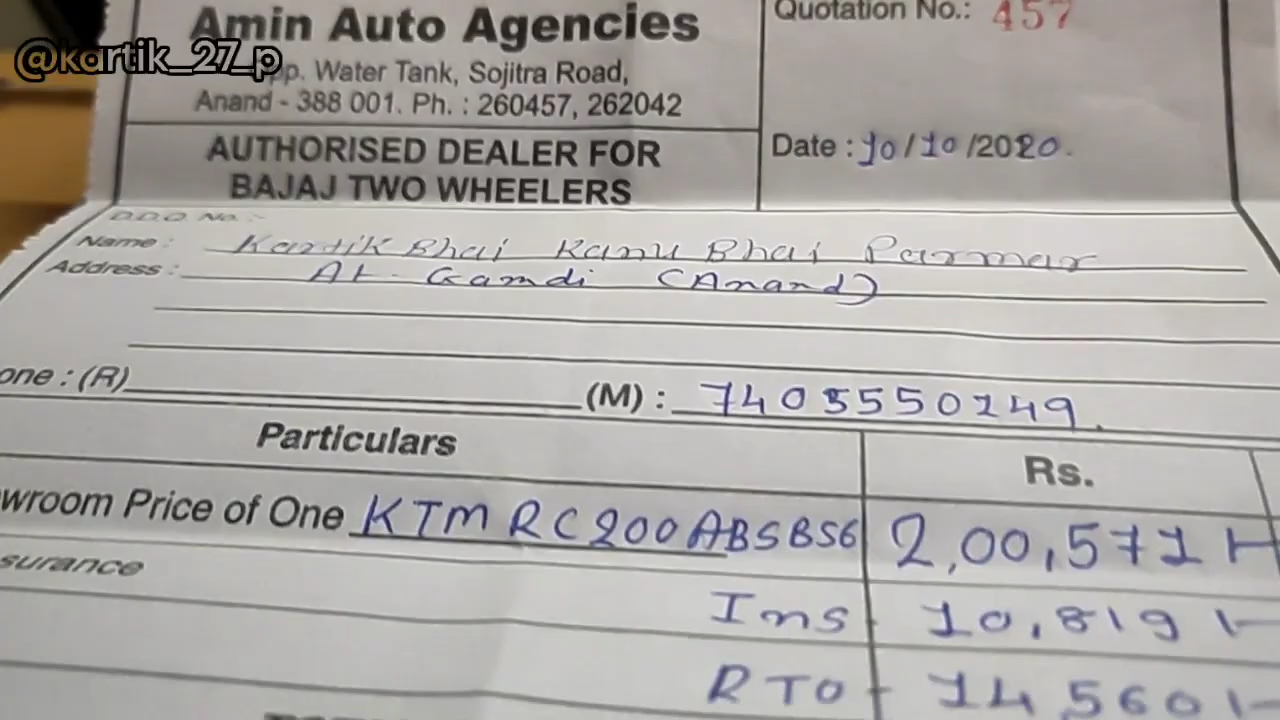 Amin Auto Agencies
Quotation No.: 457
@kartik_27_p
pp. Water Tank, Sojitra Road,
Anand - 388 001. Ph. : 260457, 262042
AUTHORISED DEALER FOR
BAJAJ TWO WHEELERS
Date : 10/10/2020.
D.D.O No. :-
Name : Kartik Bhai Kanu Bhai Parmar
Address : At - Gamdi (Anand)
one : (R) (M) : 7405550149.
Particulars Rs.
wroom Price of One KTM RC 200 ABS BS6 2,00,571
surance
Ins 10,819
RTO 14,560